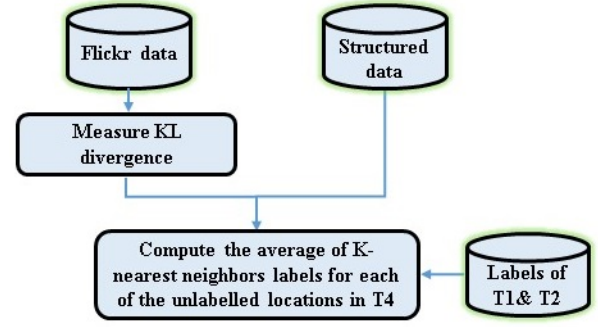 Flickr data
Structured
data
Measure KL
divergence
Compute the average of K-
nearest neighbors labels for each
of the unlabelled locations in T4
Labels of
T1& T2